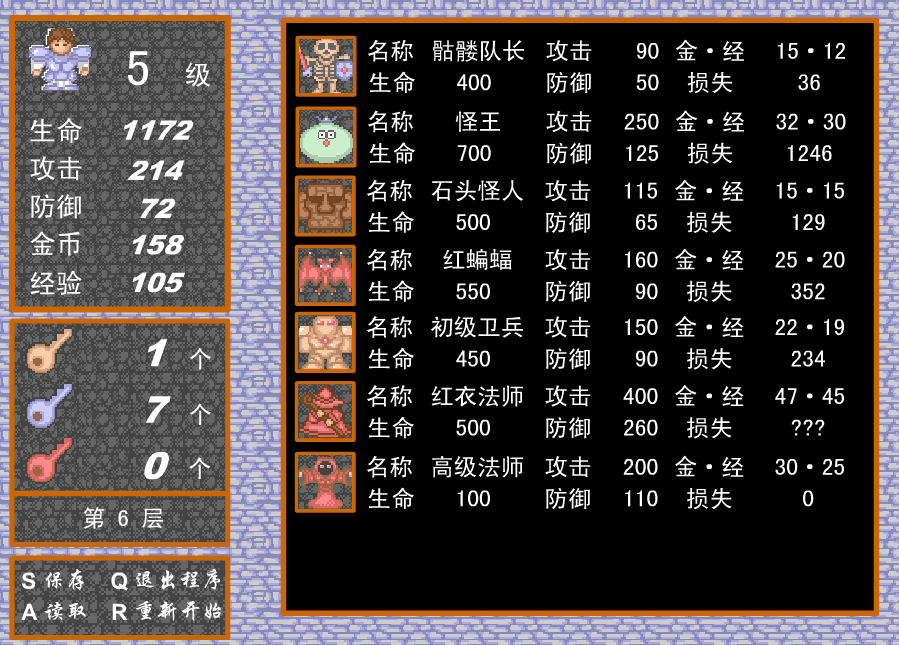 5 级
生命 1172
攻击 214
防御 72
金币 158
经验 105
1 个
7 个
0 个
第 6 层
S 保存 Q 退出程序
A 读取 R 重新开始
名称 骷髅队长 攻击 90 金·经 15·12
生命 400 防御 50 损失 36
名称 怪王 攻击 250 金·经 32·30
生命 700 防御 125 损失 1246
名称 石头怪人 攻击 115 金·经 15·15
生命 500 防御 65 损失 129
名称 红蝙蝠 攻击 160 金·经 25·20
生命 550 防御 90 损失 352
名称 初级卫兵 攻击 150 金·经 22·19
生命 450 防御 90 损失 234
名称 红衣法师 攻击 400 金·经 47·45
生命 500 防御 260 损失 ???
名称 高级法师 攻击 200 金·经 30·25
生命 100 防御 110 损失 0